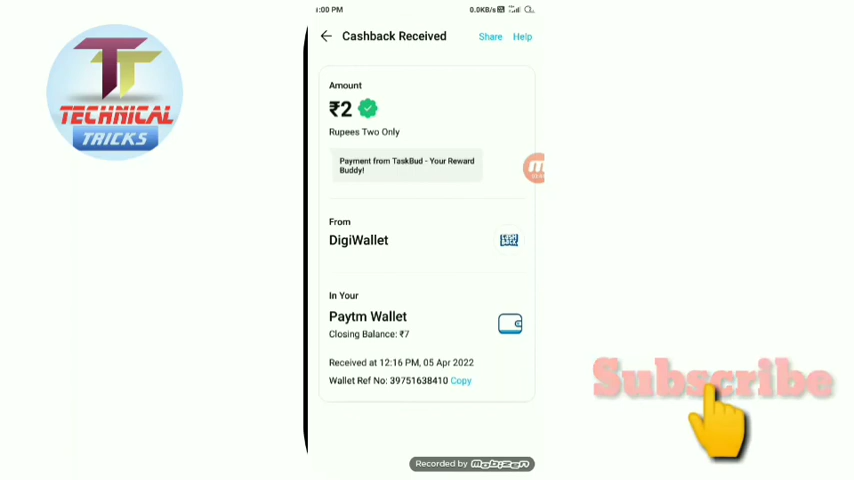 :00 PM
0.0KB/s
Cashback Received
Share
Help
TT
TECHNICAL
TRICKS
Amount
₹2
Rupees Two Only
Payment from TaskBud - Your Reward
Buddy!
From
DigiWallet
In Your
Paytm Wallet
Closing Balance: ₹7
Received at 12:16 PM, 05 Apr 2022
Wallet Ref No: 39751638410 Copy
Subscribe
Recorded by mobizen